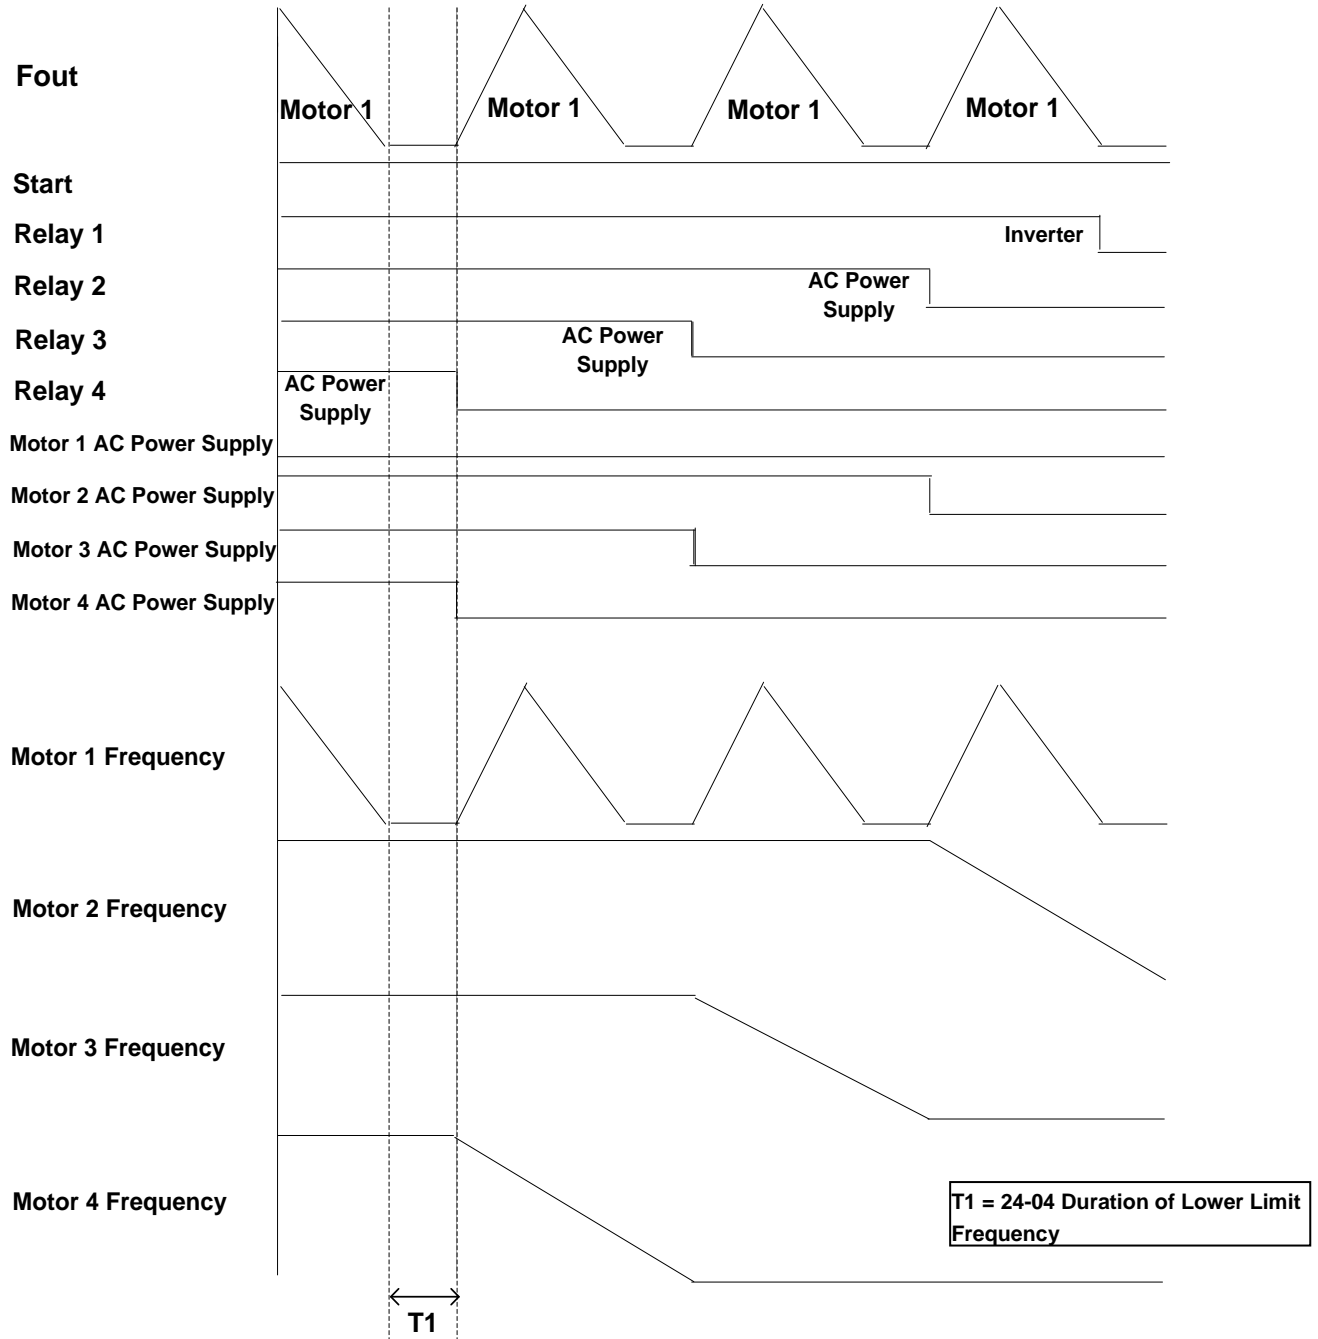 Fout
Motor 1
Motor 1
Motor 1
Motor 1
Start
Relay 1
Inverter
Relay 2
AC Power
Supply
Relay 3
AC Power
Supply
Relay 4
AC Power
Supply
Motor 1 AC Power Supply
Motor 2 AC Power Supply
Motor 3 AC Power Supply
Motor 4 AC Power Supply
Motor 1 Frequency
Motor 2 Frequency
Motor 3 Frequency
Motor 4 Frequency
T1 = 24-04 Duration of Lower Limit
Frequency
T1